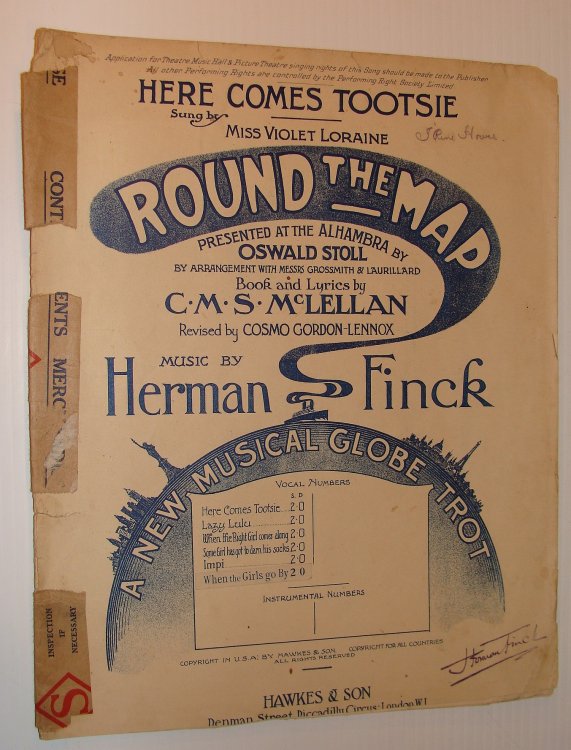 Application for Theatre Music Hall & Picture Theatre singing rights of this Song should be made to the Publisher
All other Performing Rights are controlled by the Performing Right Society Limited
HERE COMES TOOTSIE
Sung by
MISS VIOLET LORAINE
ROUND THE MAP
PRESENTED AT THE ALHAMBRA BY
OSWALD STOLL
BY ARRANGEMENT WITH MESSRS GROSSMITH & LAURILLARD
Book and Lyrics by
C·M·S·McLELLAN
Revised by COSMO GORDON-LENNOX
MUSIC BY
Herman Finck
A NEW MUSICAL GLOBE TROT
VOCAL NUMBERS
S. D
Here Comes Tootsie 2.0
Lazy Lulu 2.0
When the Right Girl comes along 2.0
Some Girl has got to darn his socks 2.0
Impi 2.0
When the Girls go By 2 0
INSTRUMENTAL NUMBERS
COPYRIGHT IN U.S.A. BY HAWKES & SON COPYRIGHT FOR ALL COUNTRIES
ALL RIGHTS RESERVED
Herman Finck
HAWKES & SON
Denman Street, Piccadilly Circus, London, W.1.
CONT
ENTS MERC
INSPECTION
IF
NECESSARY
S